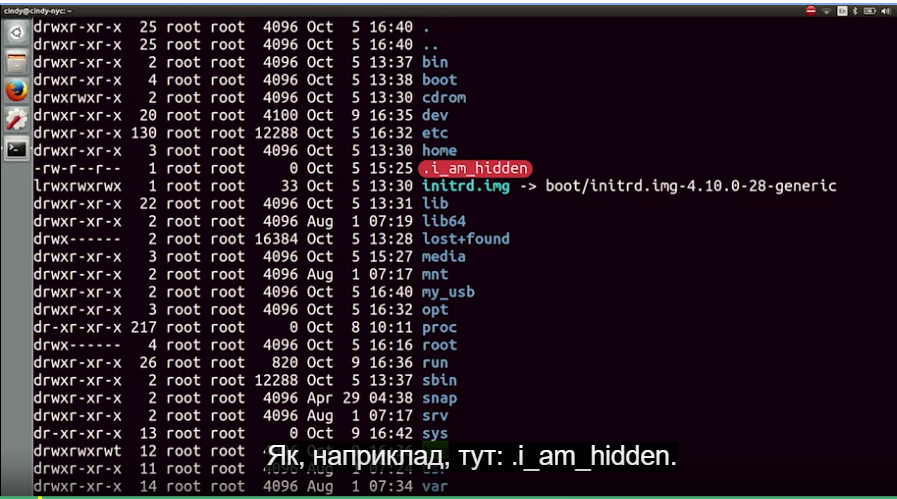 cindy@cindy-nyc: ~
En
drwxr-xr-x 25 root root 4096 Oct 5 16:40 .
drwxr-xr-x 25 root root 4096 Oct 5 16:40 ..
drwxr-xr-x 2 root root 4096 Oct 5 13:37 bin
drwxr-xr-x 4 root root 4096 Oct 5 13:38 boot
drwxrwxr-x 2 root root 4096 Oct 5 13:30 cdrom
drwxr-xr-x 20 root root 4100 Oct 9 16:35 dev
drwxr-xr-x 130 root root 12288 Oct 5 16:32 etc
drwxr-xr-x 3 root root 4096 Oct 5 13:30 home
-rw-r--r-- 1 root root 0 Oct 5 15:25 .i_am_hidden
lrwxrwxrwx 1 root root 33 Oct 5 13:30 initrd.img -> boot/initrd.img-4.10.0-28-generic
drwxr-xr-x 22 root root 4096 Oct 5 13:31 lib
drwxr-xr-x 2 root root 4096 Aug 1 07:19 lib64
drwx------ 2 root root 16384 Oct 5 13:28 lost+found
drwxr-xr-x 3 root root 4096 Oct 5 15:27 media
drwxr-xr-x 2 root root 4096 Aug 1 07:17 mnt
drwxr-xr-x 2 root root 4096 Oct 5 16:40 my_usb
drwxr-xr-x 3 root root 4096 Oct 5 16:32 opt
dr-xr-xr-x 217 root root 0 Oct 8 10:11 proc
drwx------ 4 root root 4096 Oct 5 16:16 root
drwxr-xr-x 26 root root 820 Oct 9 16:36 run
drwxr-xr-x 2 root root 12288 Oct 5 13:37 sbin
drwxr-xr-x 2 root root 4096 Apr 29 04:38 snap
drwxr-xr-x 2 root root 4096 Aug 1 07:17 srv
dr-xr-xr-x 13 root root 0 Oct 9 16:42 sys
drwxrwxrwt 12 root root
drwxr-xr-x 11 root root
drwxr-xr-x 14 root root 4096 Aug 1 07:34 var
Як, наприклад, тут: .i_am_hidden.